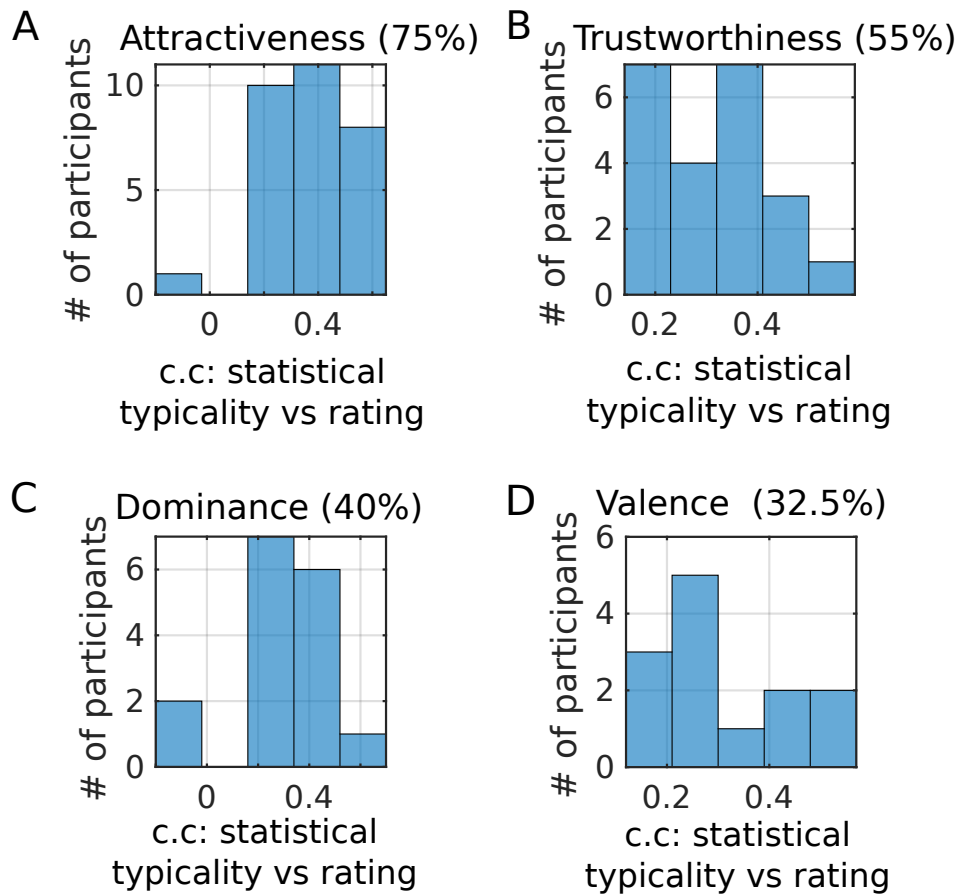 A
Attractiveness (75%)
# of participants
10
5
0
0
0.4
c.c: statistical
typicality vs rating
B
Trustworthiness (55%)
# of participants
6
4
2
0
0.2
0.4
c.c: statistical
typicality vs rating
C
Dominance (40%)
# of participants
6
4
2
0
0
0.4
c.c: statistical
typicality vs rating
D
Valence (32.5%)
# of participants
6
4
2
0
0.2
0.4
c.c: statistical
typicality vs rating